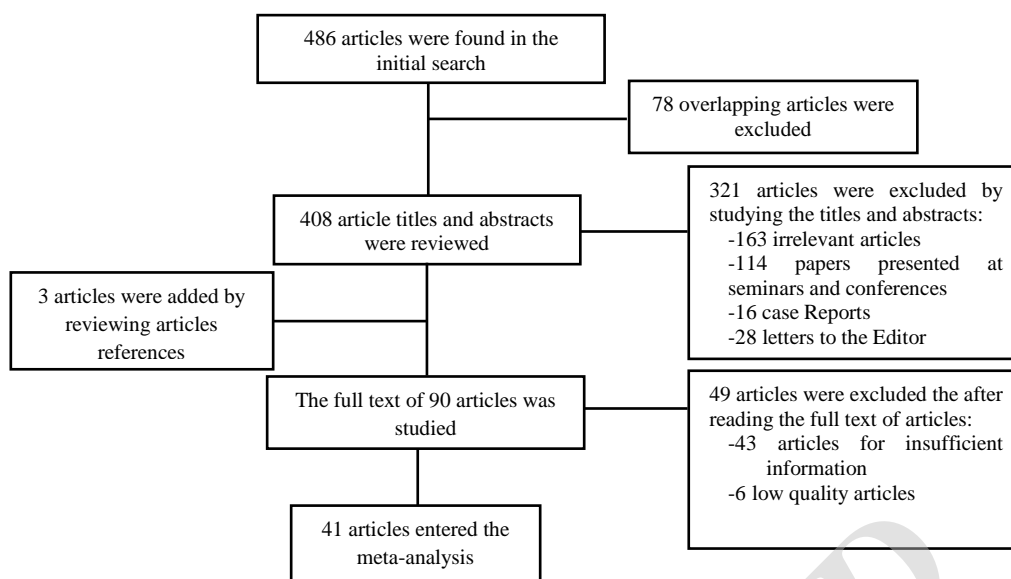 486 articles were found in the
initial search
78 overlapping articles were
excluded
321 articles were excluded by
studying the titles and abstracts:
-163 irrelevant articles
-114 papers presented at
seminars and conferences
-16 case Reports
-28 letters to the Editor
408 article titles and abstracts
were reviewed
3 articles were added by
reviewing articles
references
The full text of 90 articles was
studied
49 articles were excluded the after
reading the full text of articles:
-43 articles for insufficient
information
-6 low quality articles
41 articles entered the
meta-analysis